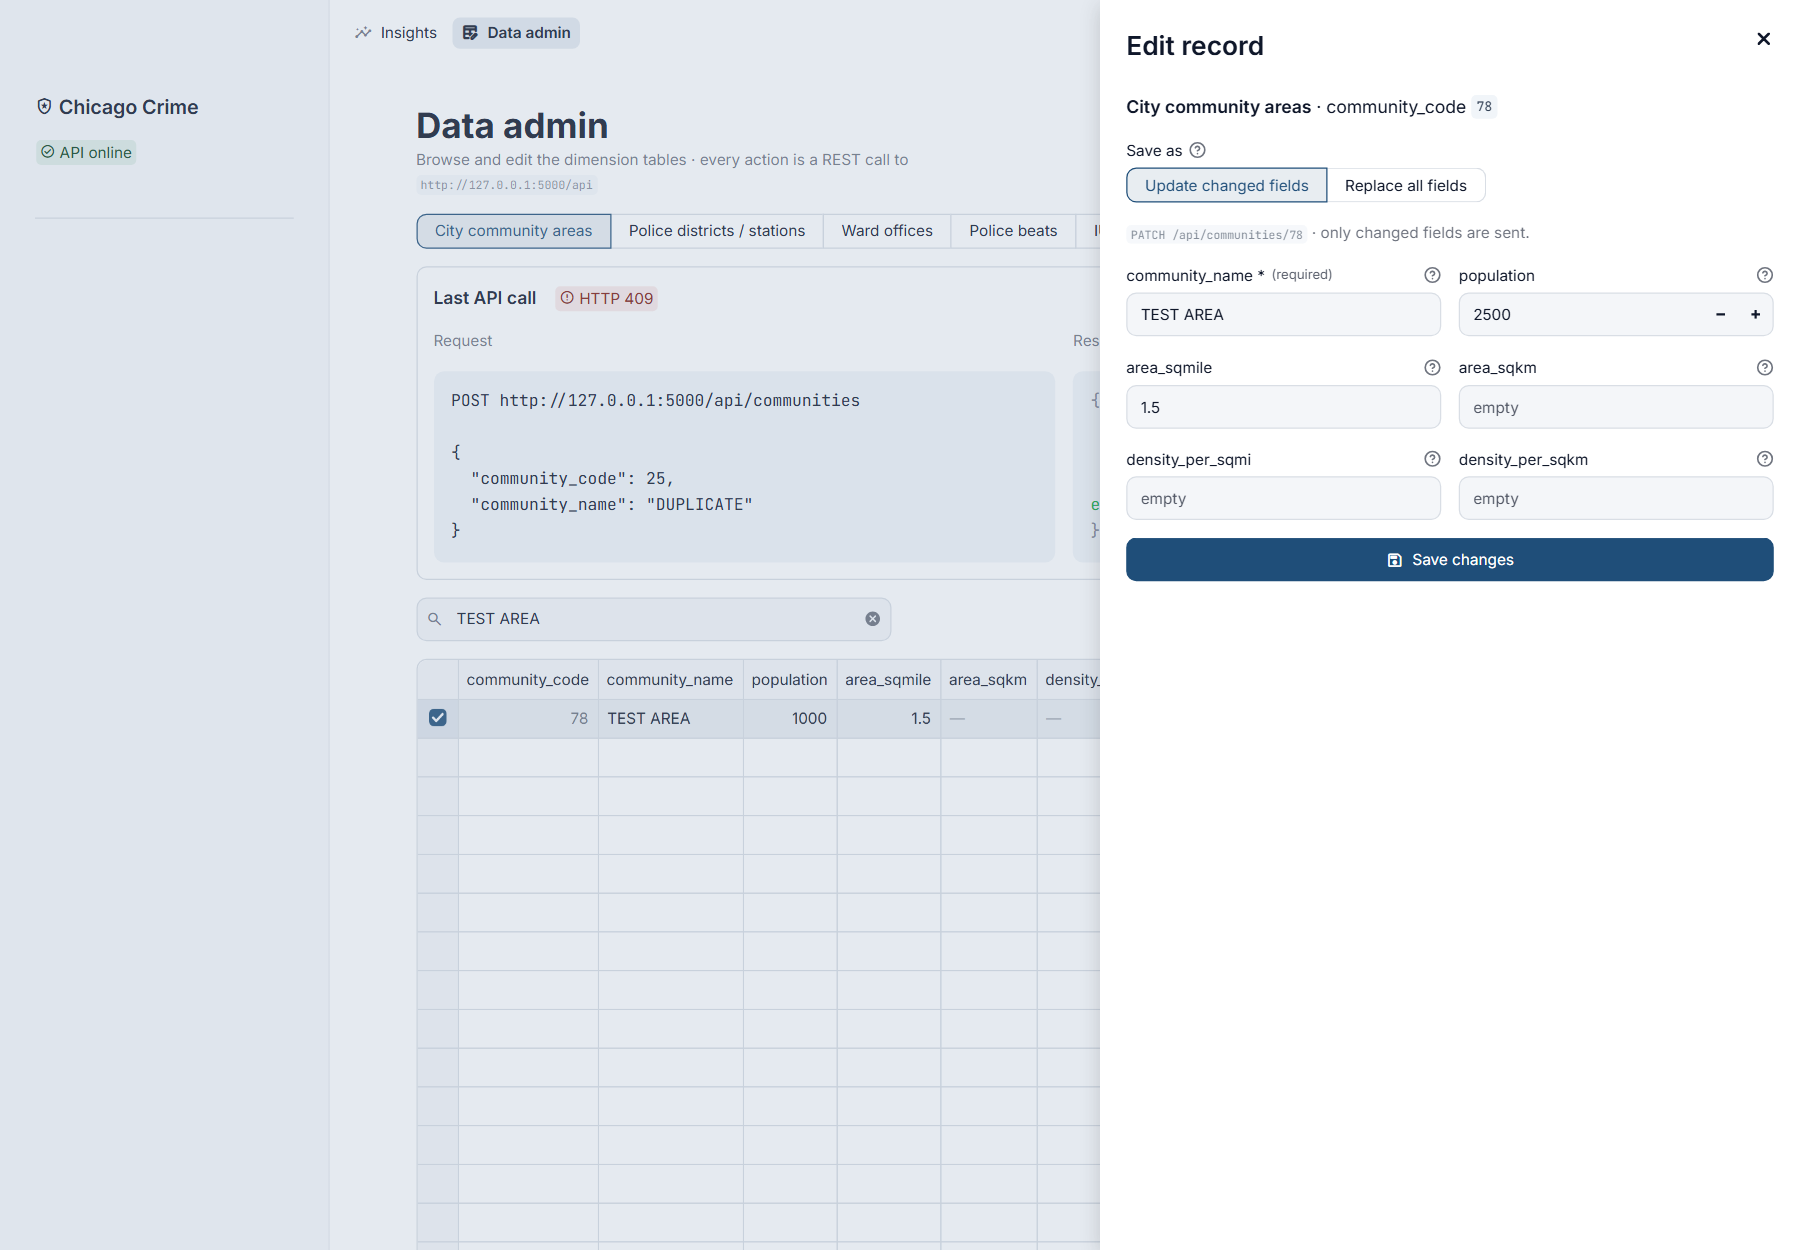 Chicago Crime
API online
Insights
Data admin
Data admin
Browse and edit the dimension tables · every action is a REST call to
http://127.0.0.1:5000/api
City community areas
Police districts / stations
Ward offices
Police beats
Last API call
HTTP 409
Request
Res
POST http://127.0.0.1:5000/api/communities
{
"community_code": 25,
"community_name": "DUPLICATE"
}
{
e
}
TEST AREA
community_code community_name population area_sqmile area_sqkm density_
78 TEST AREA 1000 1.5 — —
Edit record
City community areas · community_code 78
Save as
Update changed fields
Replace all fields
PATCH /api/communities/78 · only changed fields are sent.
community_name * (required)
TEST AREA
population
2500
area_sqmile
1.5
area_sqkm
empty
density_per_sqmi
empty
density_per_sqkm
empty
Save changes